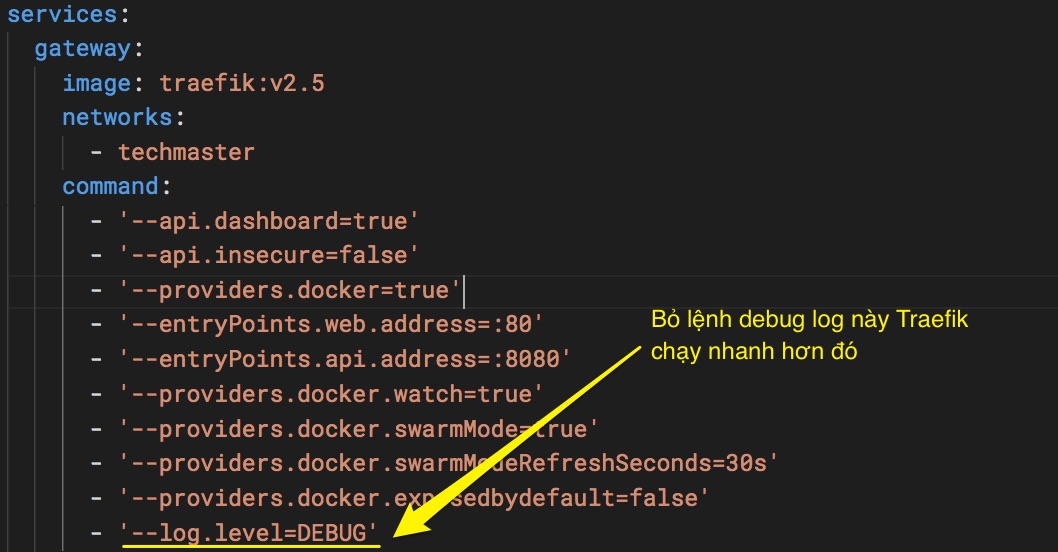 services:
gateway:
image: traefik:v2.5
networks:
- techmaster
command:
- '--api.dashboard=true'
- '--api.insecure=false'
- '--providers.docker=true'
- '--entryPoints.web.address=:80'
- '--entryPoints.api.address=:8080'
- '--providers.docker.watch=true'
- '--providers.docker.swarmMode=true'
- '--providers.docker.swarmModeRefreshSeconds=30s'
- '--providers.docker.exposedbydefault=false'
- '--log.level=DEBUG'
Bỏ lệnh debug log này Traefik
chạy nhanh hơn đó